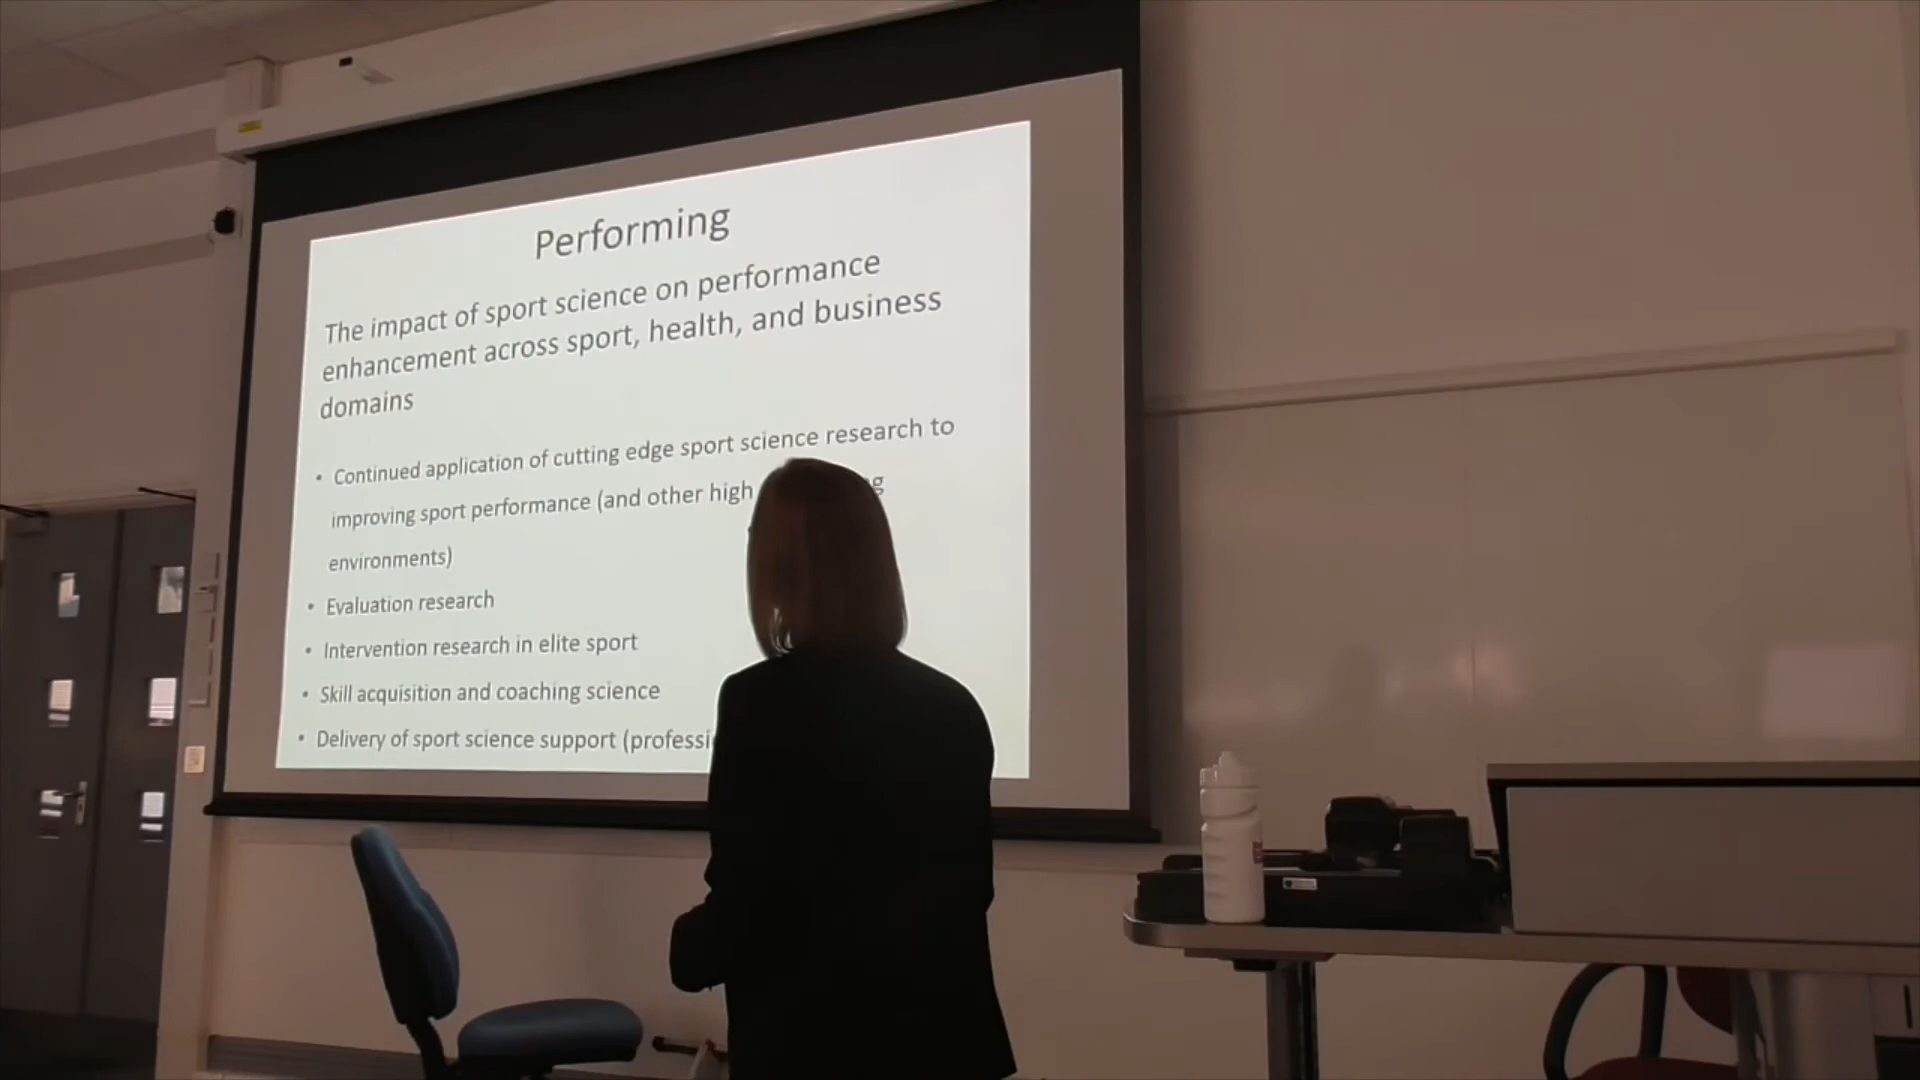 Performing
The impact of sport science on performance
enhancement across sport, health, and business
domains
• Continued application of cutting edge sport science research to
improving sport performance (and other high
environments)
• Evaluation research
• Intervention research in elite sport
• Skill acquisition and coaching science
• Delivery of sport science support